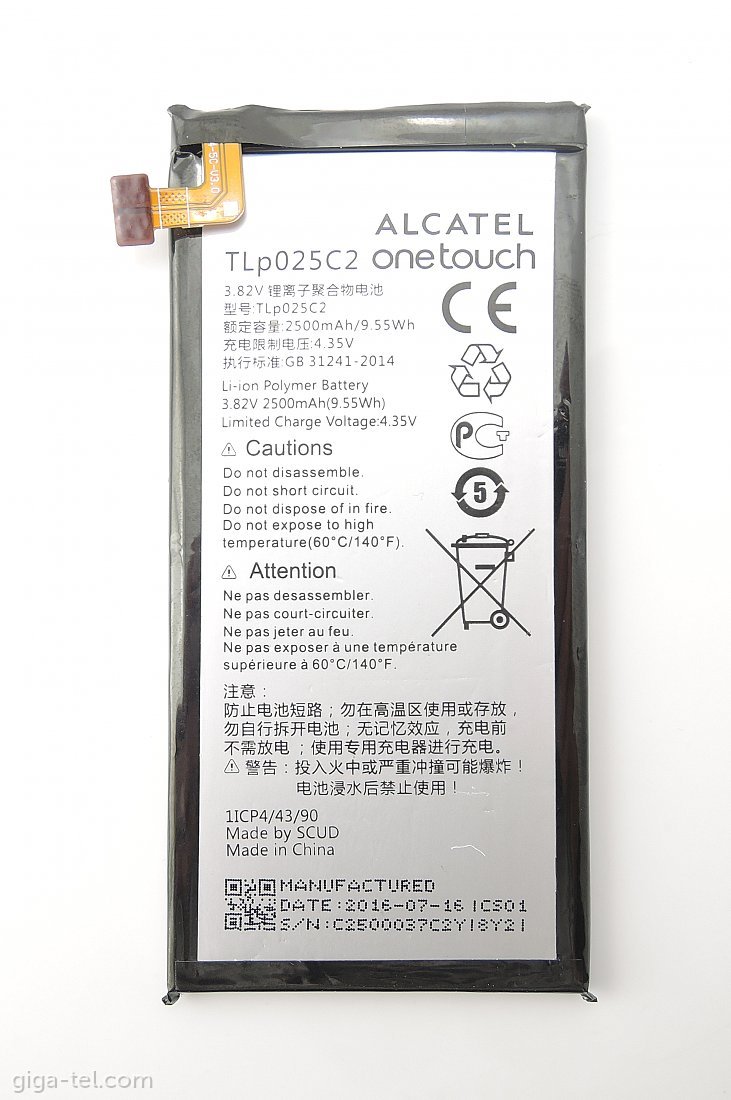 4-5C-V3.0
ALCATEL
TLp025C2 onetouch
3.82V 锂离子聚合物电池
型号:TLp025C2
额定容量:2500mAh/9.55Wh
充电限制电压:4.35V
执行标准:GB 31241-2014
Li-ion Polymer Battery
3.82V 2500mAh(9.55Wh)
Limited Charge Voltage:4.35V
CE
PC
5
⚠ Cautions
Do not disassemble.
Do not short circuit.
Do not dispose of in fire.
Do not expose to high
temperature(60°C/140°F).
⚠ Attention
Ne pas desassembler.
Ne pas court-circuiter.
Ne pas jeter au feu.
Ne pas exposer à une température
supérieure à 60°C/140°F.
注意：
防止电池短路；勿在高温区使用或存放，
勿自行拆开电池；无记忆效应，充电前
不需放电；使用专用充电器进行充电。
⚠ 警告：投入火中或严重冲撞可能爆炸！
电池浸水后禁止使用！
1ICP4/43/90
Made by SCUD
Made in China
MANUFACTURED
DATE:2016-07-16 ICS01
S/N:C2500037C2Y18Y21
giga-tel.com